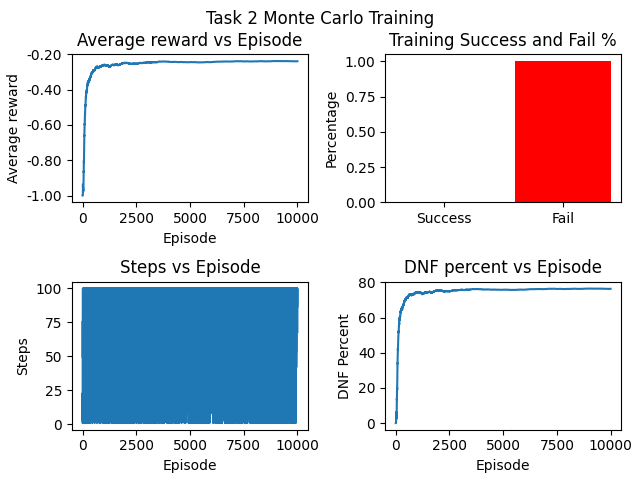 Task 2 Monte Carlo Training
Average reward vs Episode
Average reward
-0.20
-0.40
-0.60
-0.80
-1.00
0 2500 5000 7500 10000
Episode
Training Success and Fail %
Percentage
1.00
0.75
0.50
0.25
0.00
Success Fail
Steps vs Episode
Steps
100
75
50
25
0
0 2500 5000 7500 10000
Episode
DNF percent vs Episode
DNF Percent
80
60
40
20
0
0 2500 5000 7500 10000
Episode